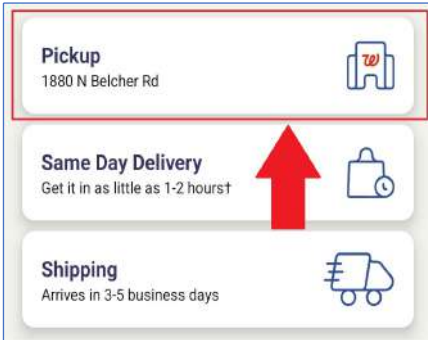 Pickup
1880 N Belcher Rd
W
Same Day Delivery
Get it in as little as 1-2 hours†
Shipping
Arrives in 3-5 business days